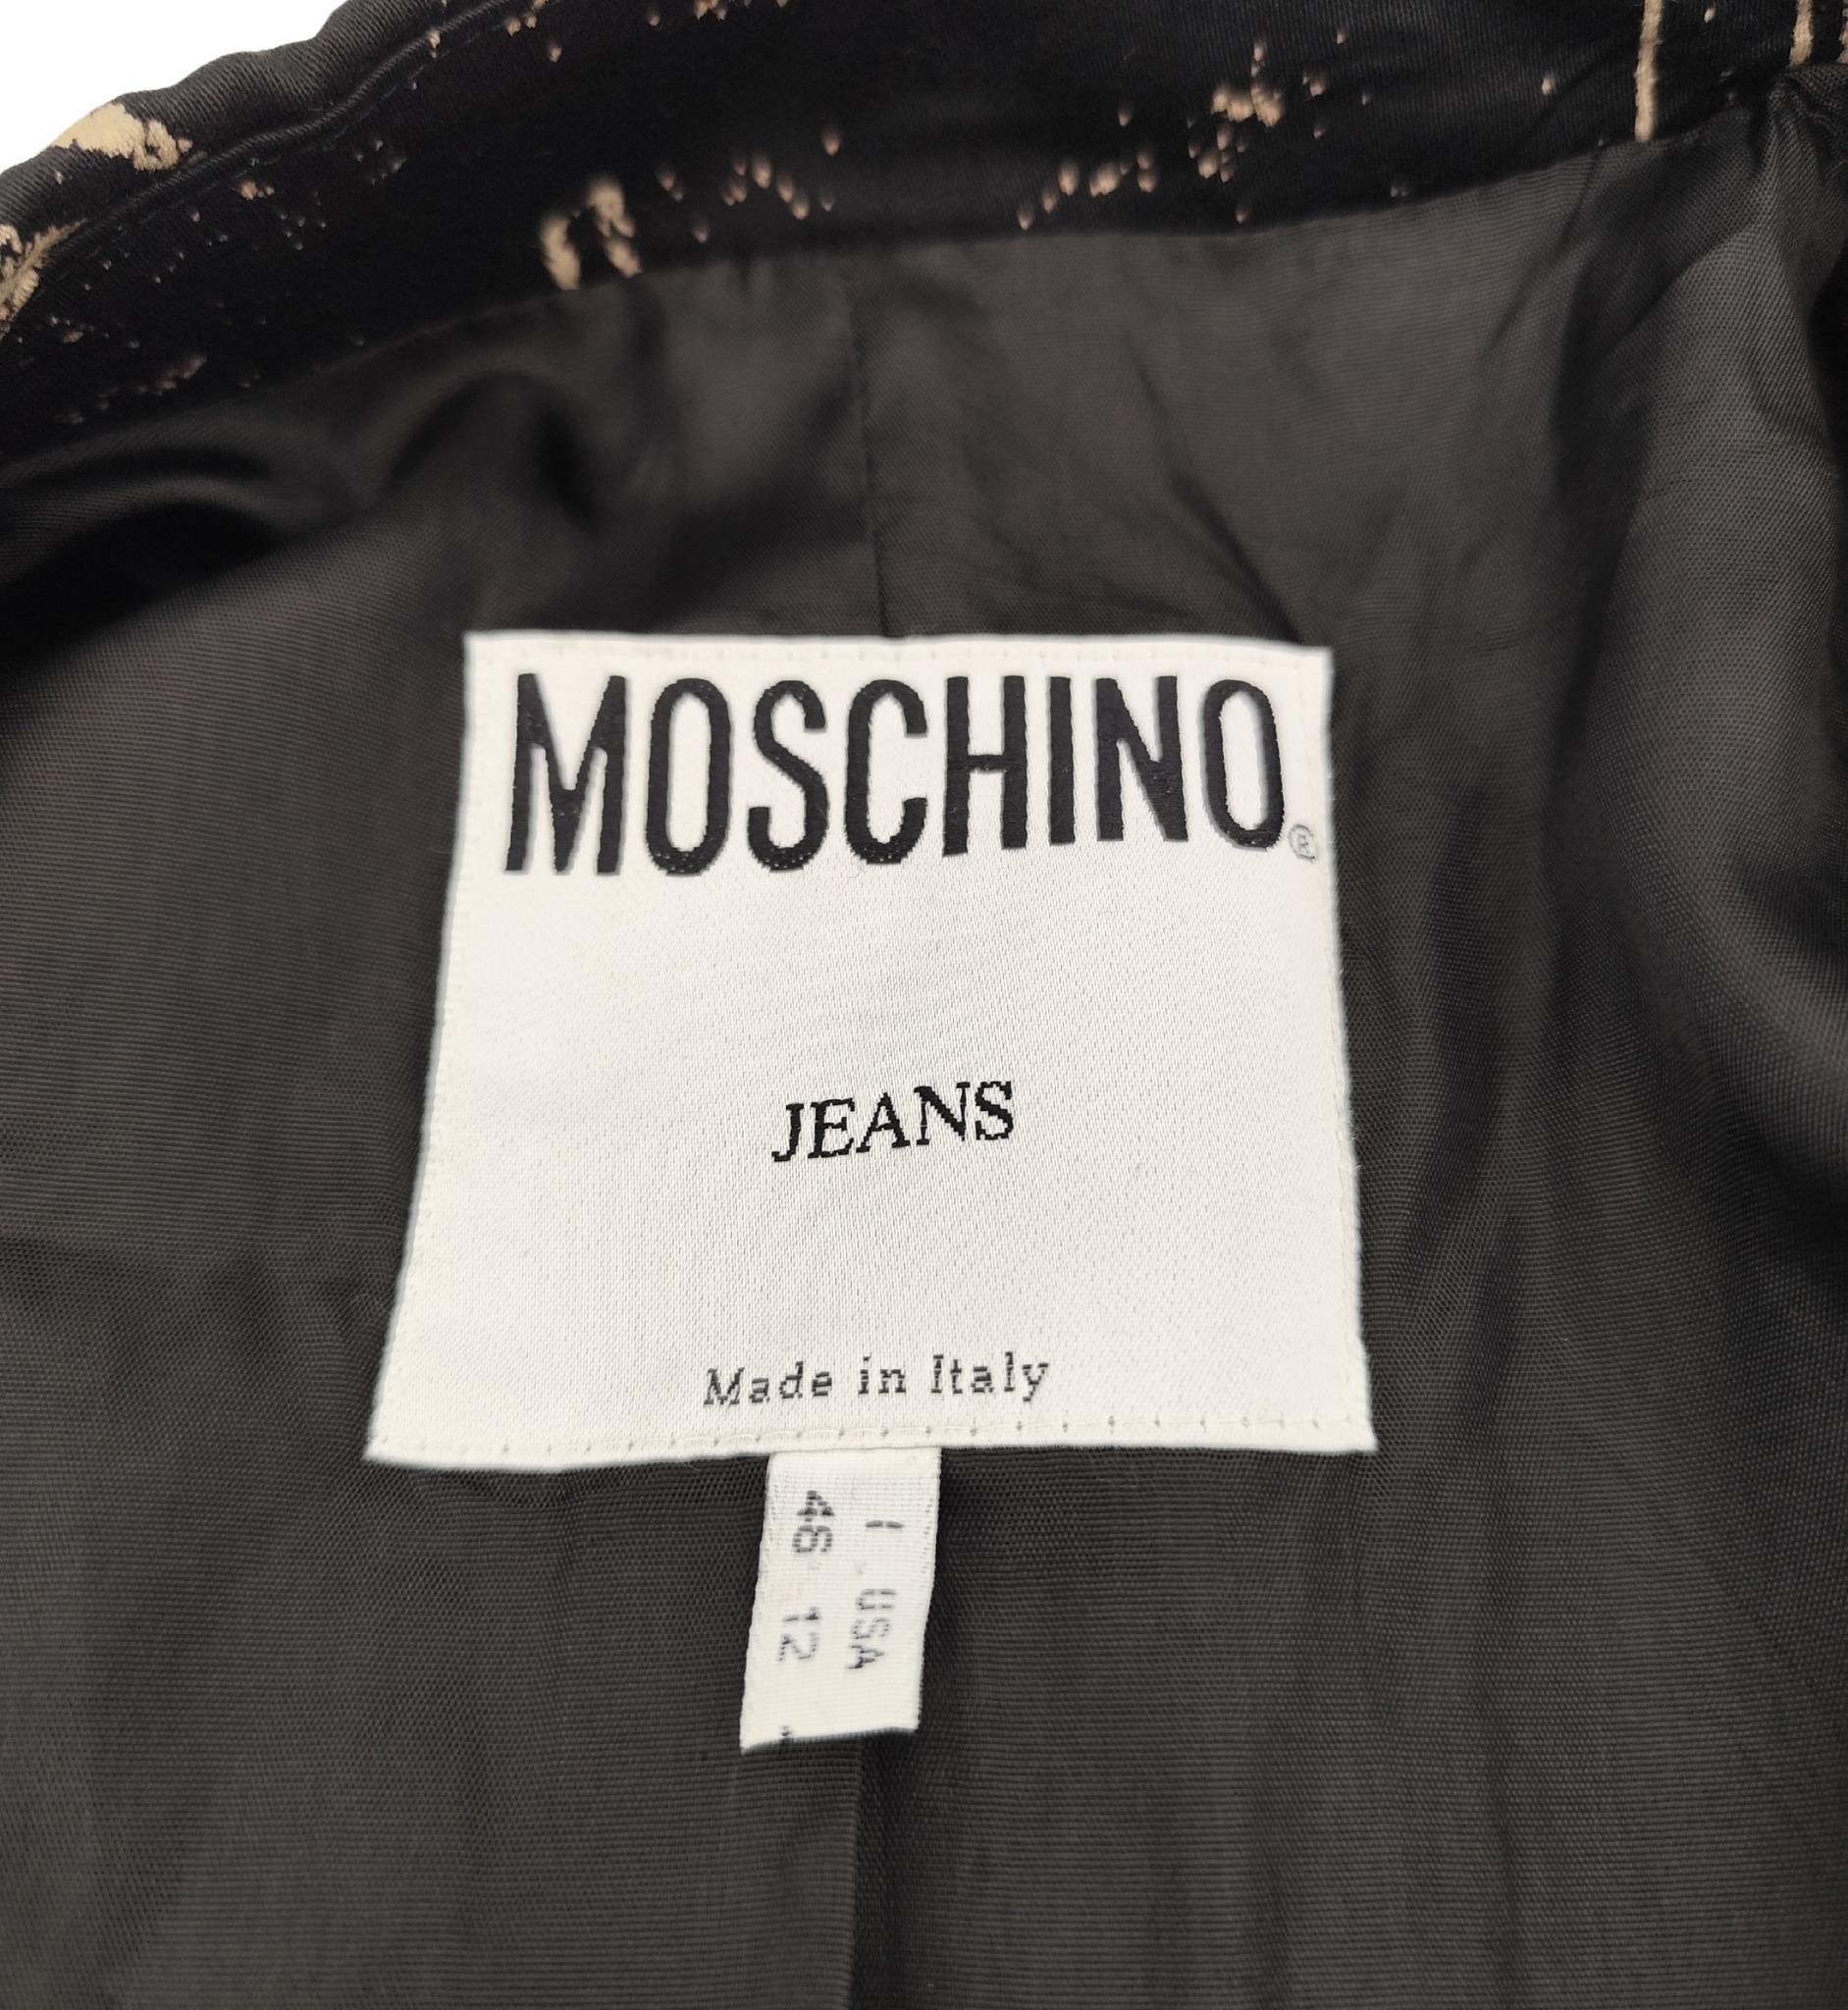 MOSCHINO®
JEANS
Made in Italy
I USA
46 12